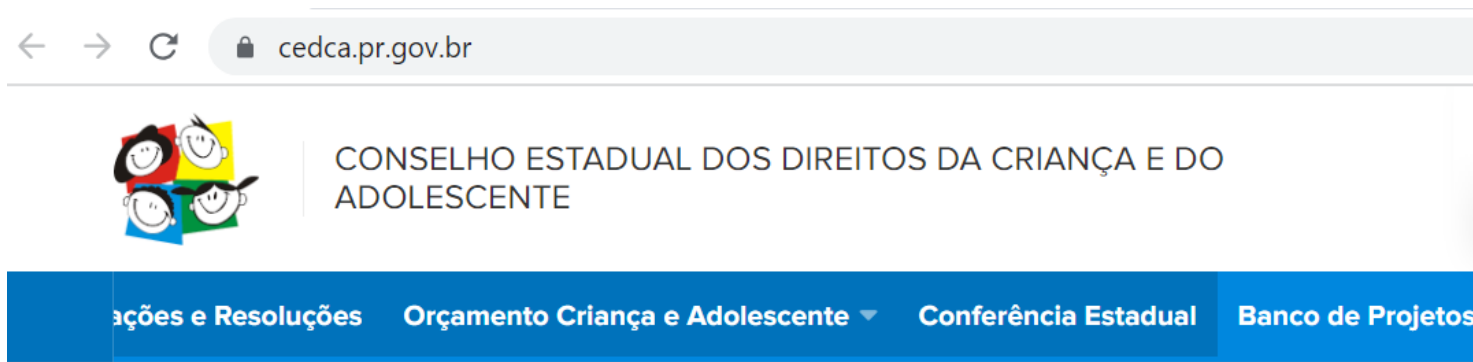 cedca.pr.gov.br
CONSELHO ESTADUAL DOS DIREITOS DA CRIANÇA E DO
ADOLESCENTE
ações e Resoluções Orçamento Criança e Adolescente Conferência Estadual Banco de Projetos